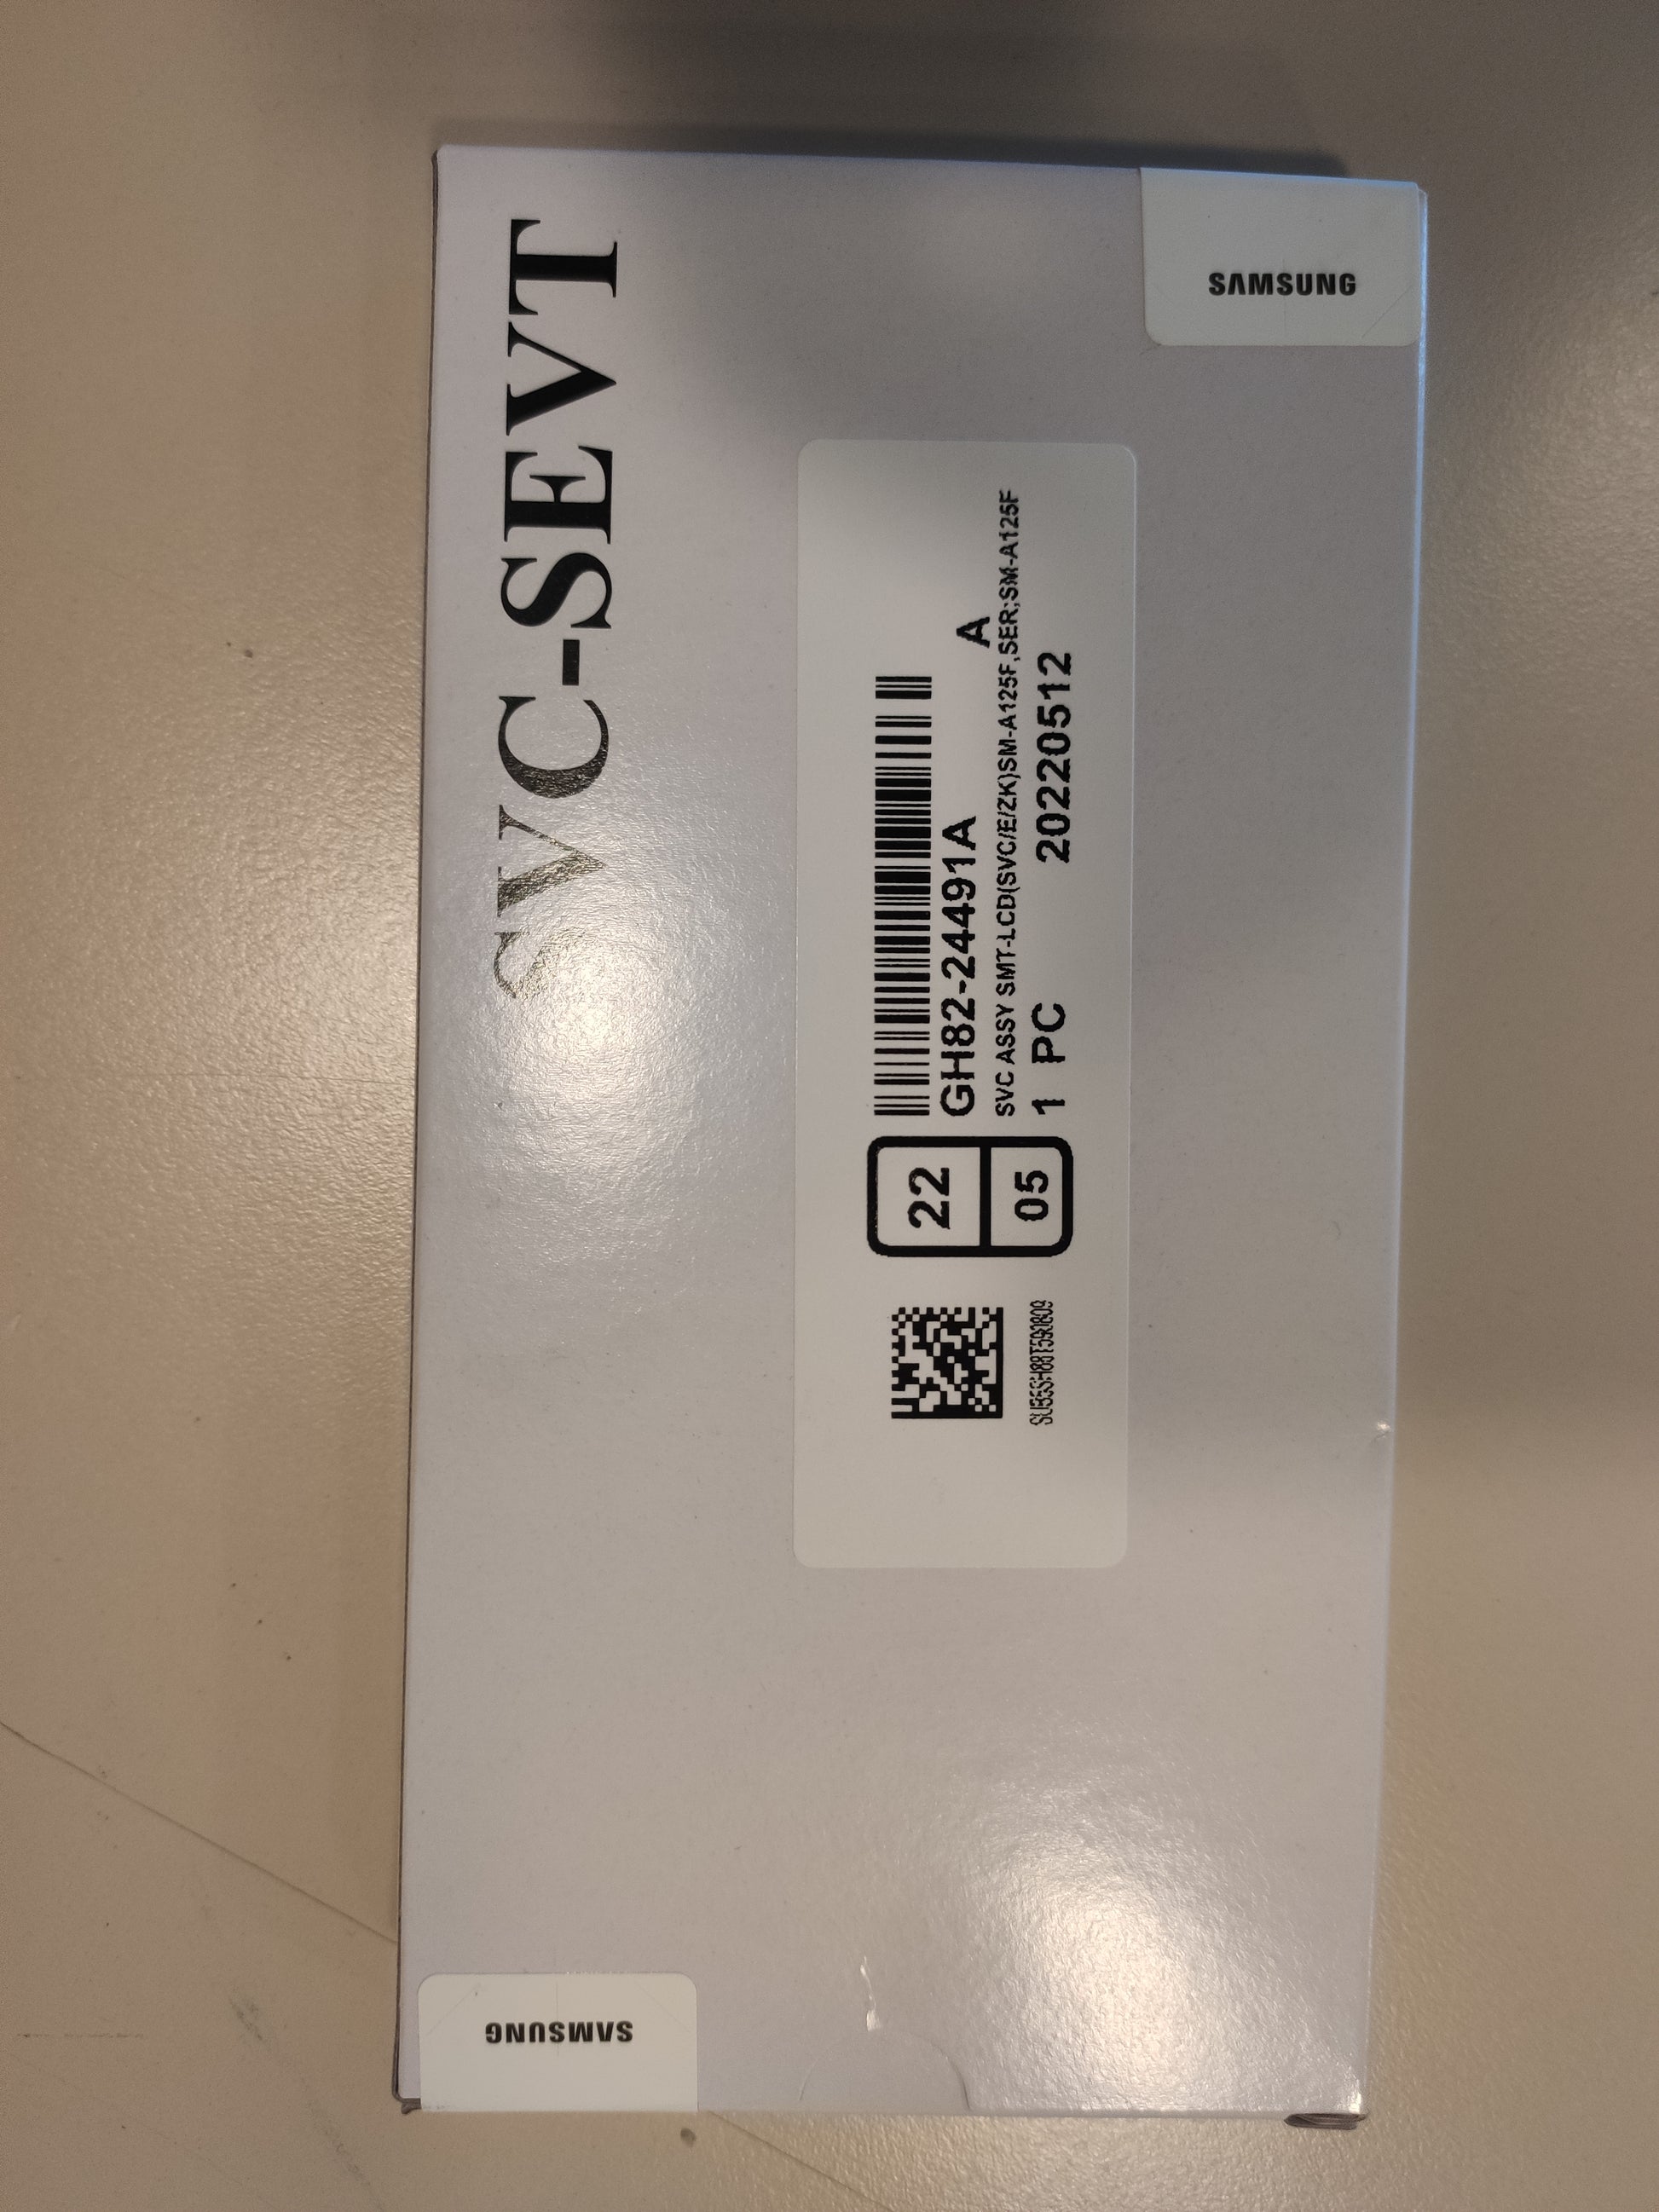 SVC-SEVT
SAMSUNG
GH82-24491A A
SVC ASSY SMT-LCD(SVC/E/ZK)SM-A125F,SER;SM-A125F
1 PC 20220512
22
05
SAMSUNG